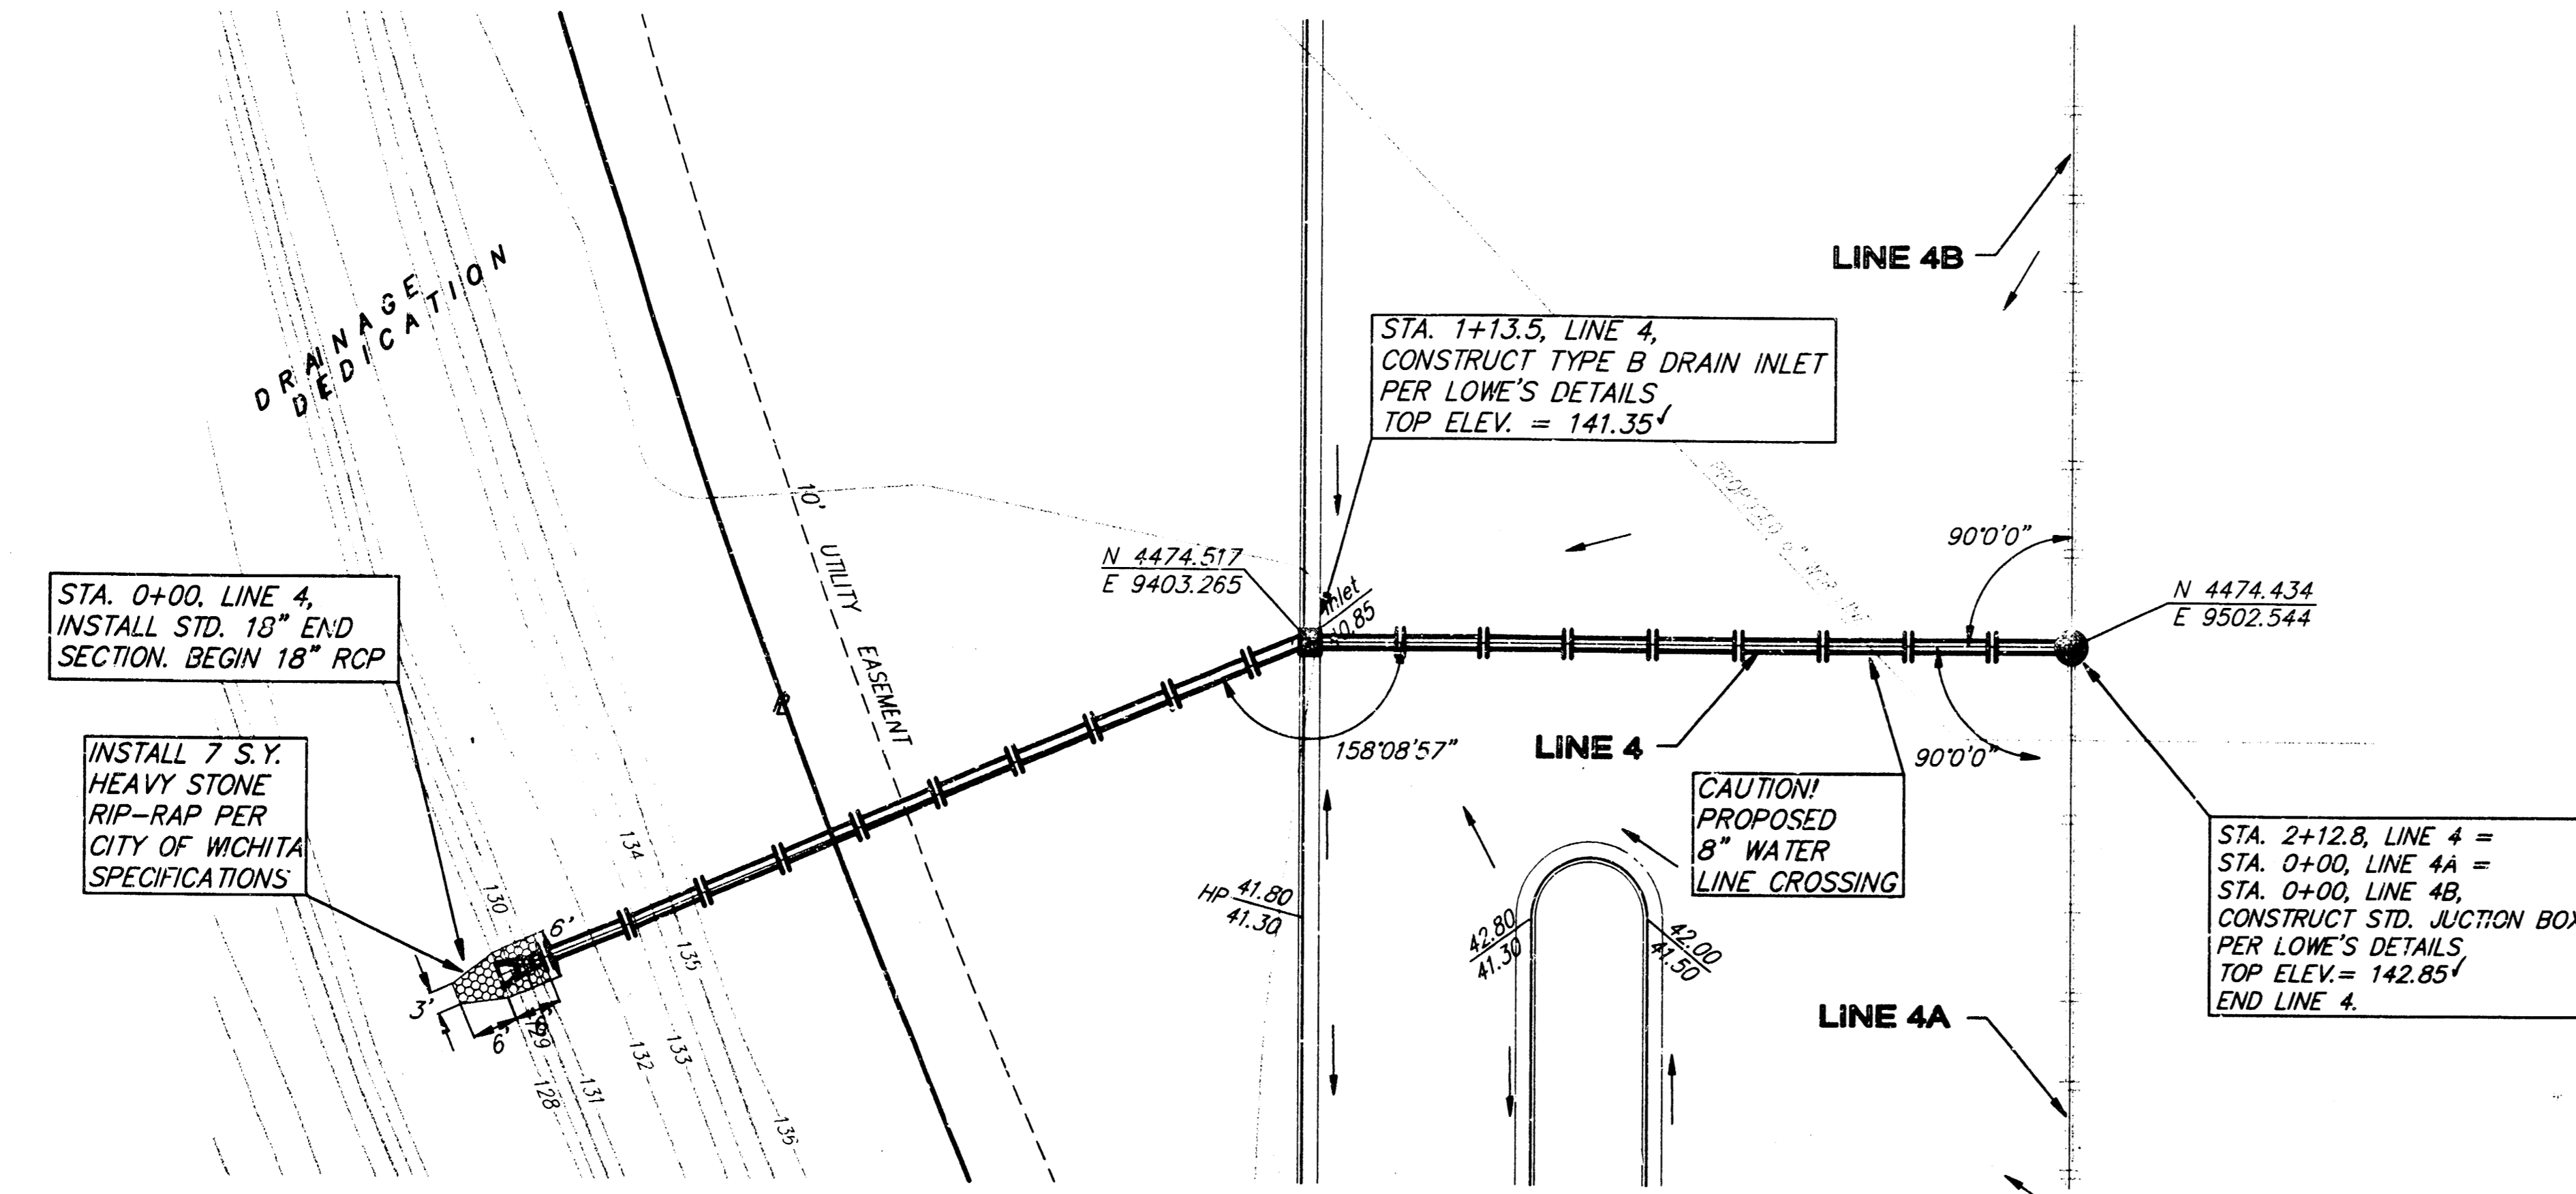 LINE 4B
DRAINAGE
DEDICATION
STA. 1+13.5, LINE 4,
CONSTRUCT TYPE B DRAIN INLET
PER LOWE'S DETAILS
TOP ELEV. = 141.35✓
10' UTILITY EASEMENT
90°0'0"
N 4474.517
E 9403.265
Inlet
N 4474.434
E 9502.544
STA. 0+00, LINE 4,
INSTALL STD. 18" END
SECTION. BEGIN 18" RCP
158°08'57"
LINE 4
90°0'0"
INSTALL 7 S.Y.
HEAVY STONE
RIP-RAP PER
CITY OF WICHITA
SPECIFICATIONS
CAUTION!
PROPOSED
8" WATER
LINE CROSSING
STA. 2+12.8, LINE 4 =
STA. 0+00, LINE 4A =
STA. 0+00, LINE 4B,
CONSTRUCT STD. JUCTION BOX
PER LOWE'S DETAILS
TOP ELEV.= 142.85✓
END LINE 4.
134
130
6'
HP 41.80
41.30
42.80
41.30
42.00
41.50
135
3'
6'
129
132
133
128
131
LINE 4A